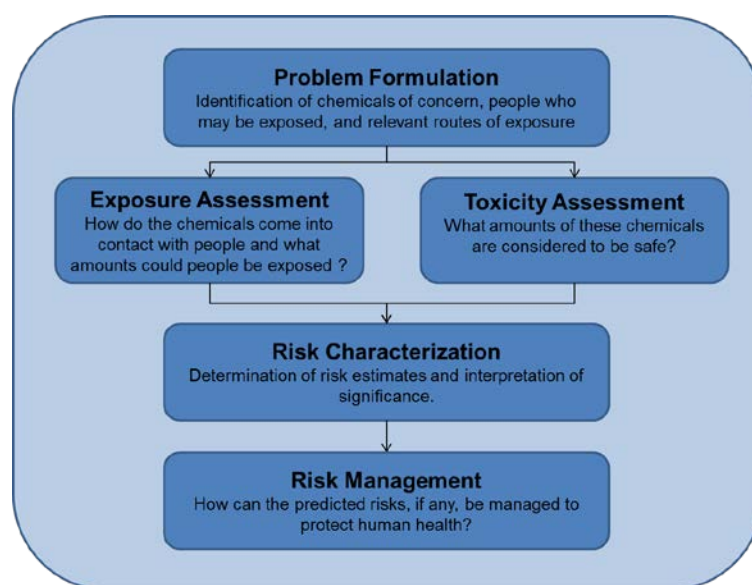 Problem Formulation
Identification of chemicals of concern, people who
may be exposed, and relevant routes of exposure
Exposure Assessment
How do the chemicals come into
contact with people and what
amounts could people be exposed ?
Toxicity Assessment
What amounts of these chemicals
are considered to be safe?
Risk Characterization
Determination of risk estimates and interpretation of
significance.
Risk Management
How can the predicted risks, if any, be managed to
protect human health?